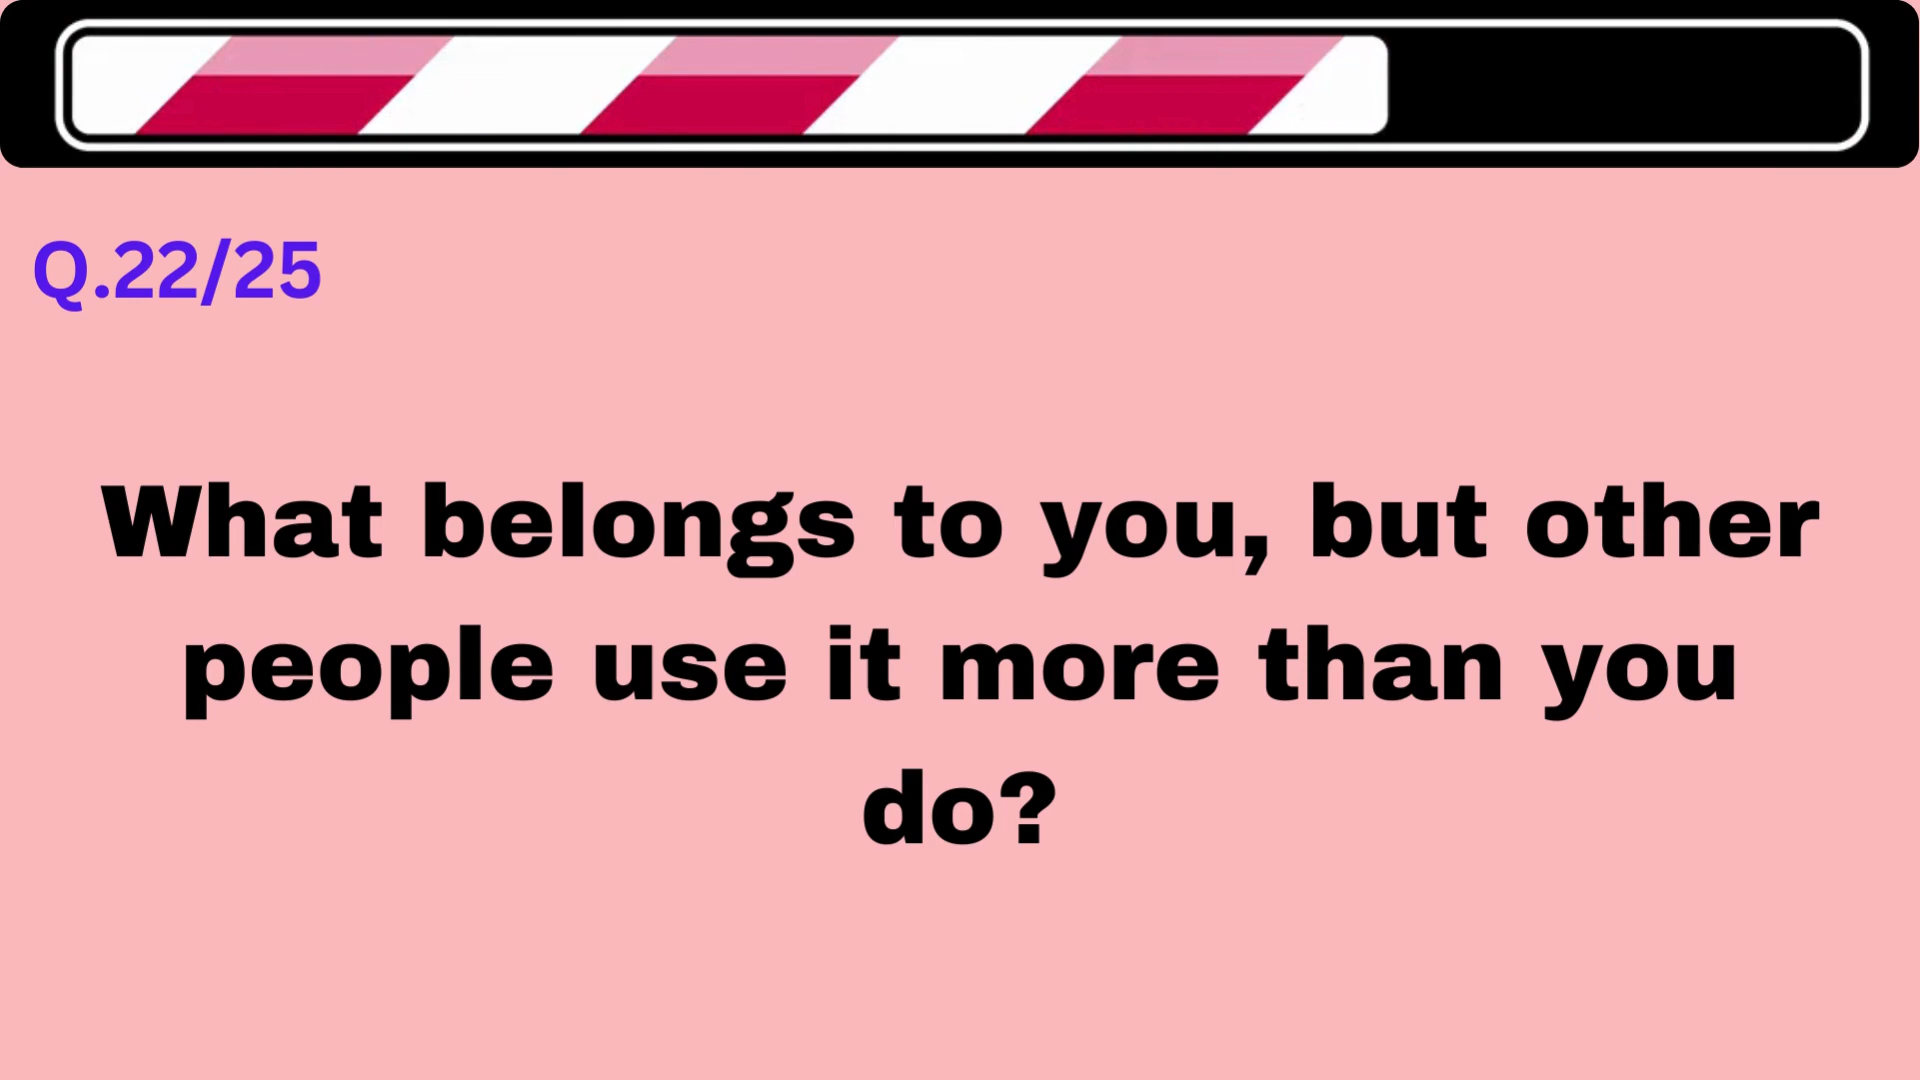 Q.22/25
What belongs to you, but other
people use it more than you
do?